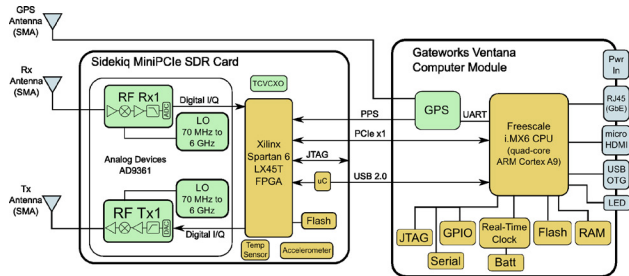 GPS
Antenna
(SMA)
Sidekiq MiniPCIe SDR Card
Gateworks Ventana
Computer Module
Rx
Antenna
(SMA)
RF Rx1
ADC
Digital I/Q
TCVCXO
LO
70 MHz to
6 GHz
Analog Devices
AD9361
LO
70 MHz to
6 GHz
Tx
Antenna
(SMA)
RF Tx1
DAC
Digital I/Q
Xilinx
Spartan 6
LX45T
FPGA
uC
Flash
Temp
Sensor
Accelerometer
PPS
PCIe x1
JTAG
USB 2.0
GPS
UART
Freescale
i.MX6 CPU
(quad-core
ARM Cortex A9)
Pwr
In
RJ45
(GbE)
micro
HDMI
USB
OTG
LED
JTAG
GPIO
Serial
Real-Time
Clock
Batt
Flash
RAM